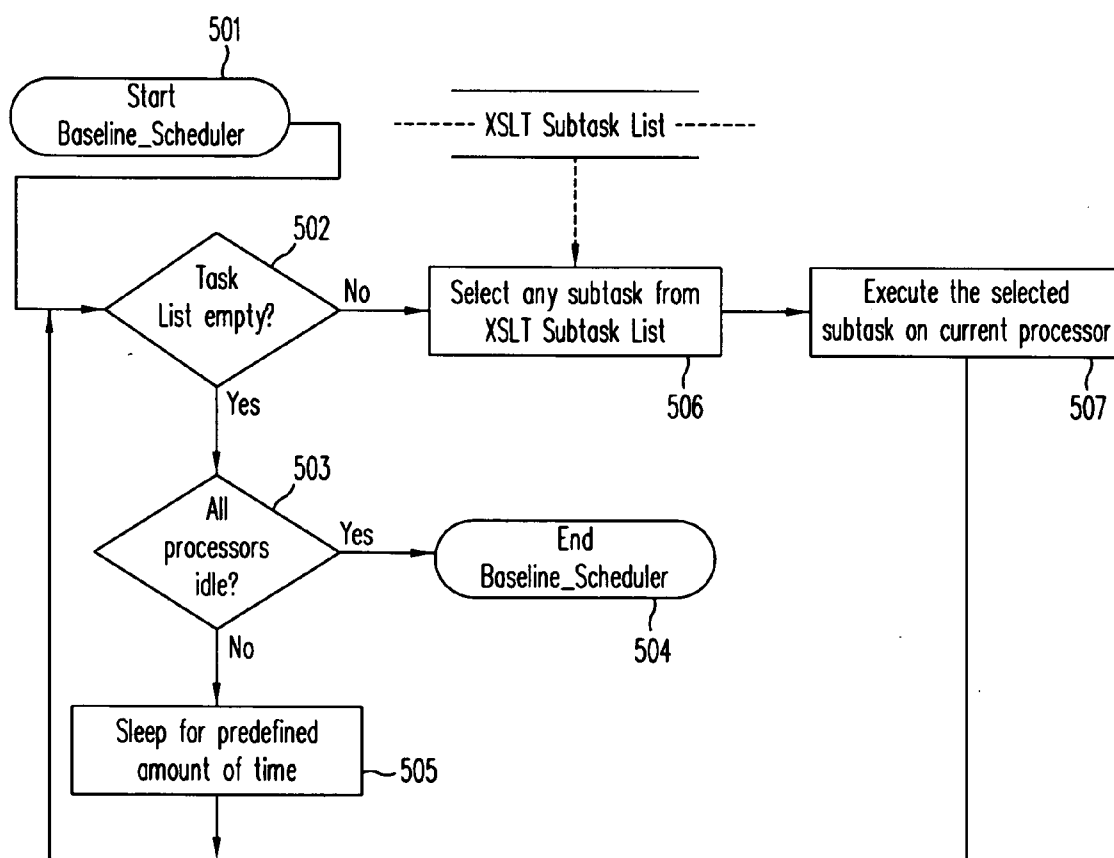 501
Start
Baseline_Scheduler
XSLT Subtask List
502
Task
List empty?
No
Select any subtask from
XSLT Subtask List
506
Execute the selected
subtask on current processor
507
Yes
503
All
processors
idle?
Yes
End
Baseline_Scheduler
504
No
Sleep for predefined
amount of time
505